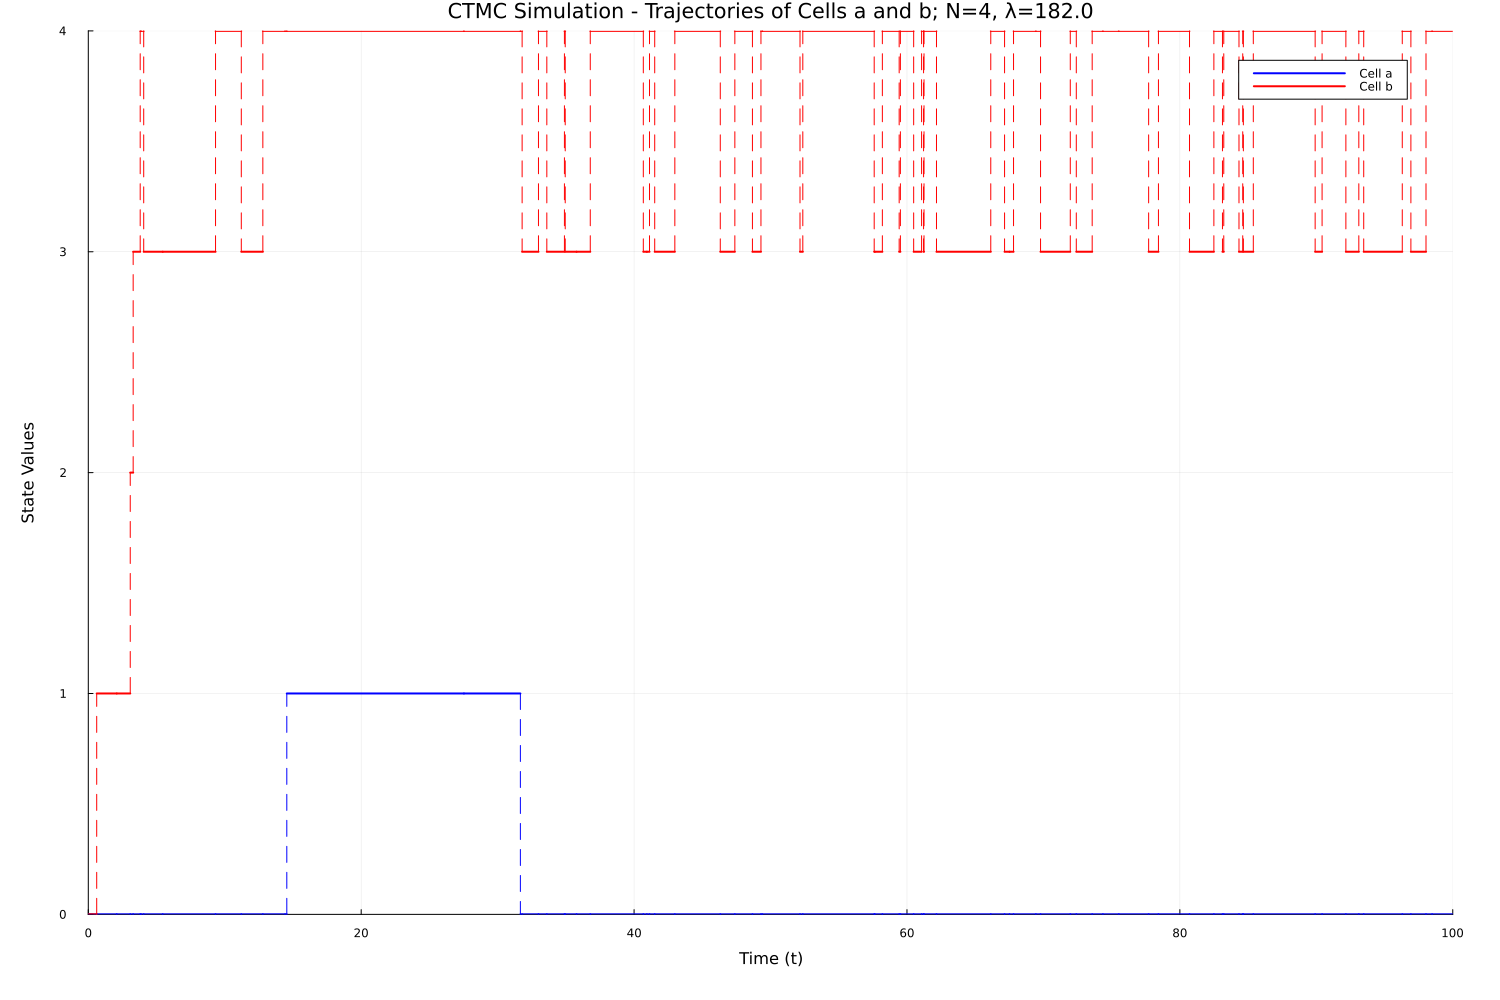 CTMC Simulation - Trajectories of Cells a and b; N=4, λ=182.0
4
Cell a
Cell b
3
State Values
2
1
0
0 20 40 60 80 100
Time (t)